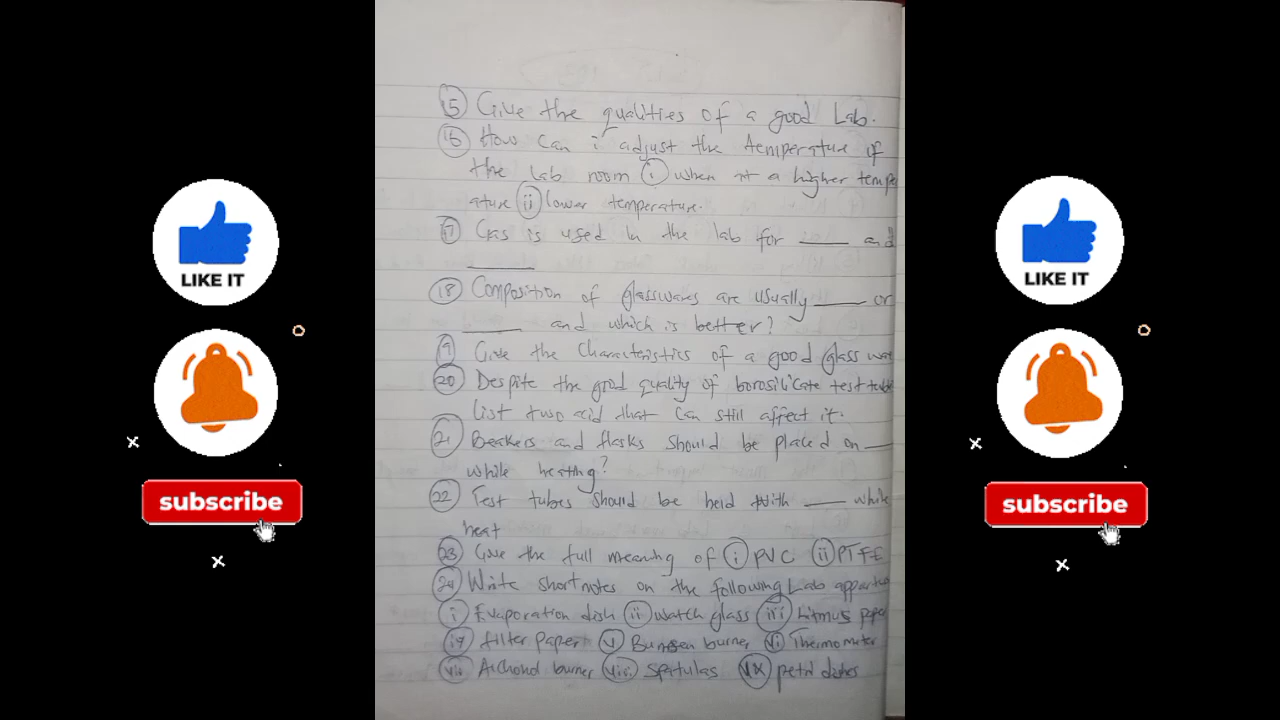 ⑮ Give the qualities of a good Lab.
⑯ How can i adjust the temperature of
the lab room ⓘ when at a higher tempe
ature ⓘⓘ lower temperature.
⑰ Gas is used in the lab for ____ and
____
⑱ Composition of glasswares are usually ____ or
____ and which is better?
⑲ Give the characteristics of a good glass war
⑳ Despite the good quality of borosilicate test tub
list two acid that can still affect it.
㉑ Beakers and flasks should be placed on ____
while heating?
㉒ Test tubes should be held with ____ while
heat
㉓ Give the full meaning of ⓘ PVC ⓘⓘ PTFE
㉔ Write short notes on the following Lab apparatus
i Evaporation dish ii watch glass iii Litmus paper
iv filter paper v Bunsen burner vi Thermometer
vii Alchond burner viii spatulas vix petri dishes
LIKE IT
subscribe
LIKE IT
subscribe